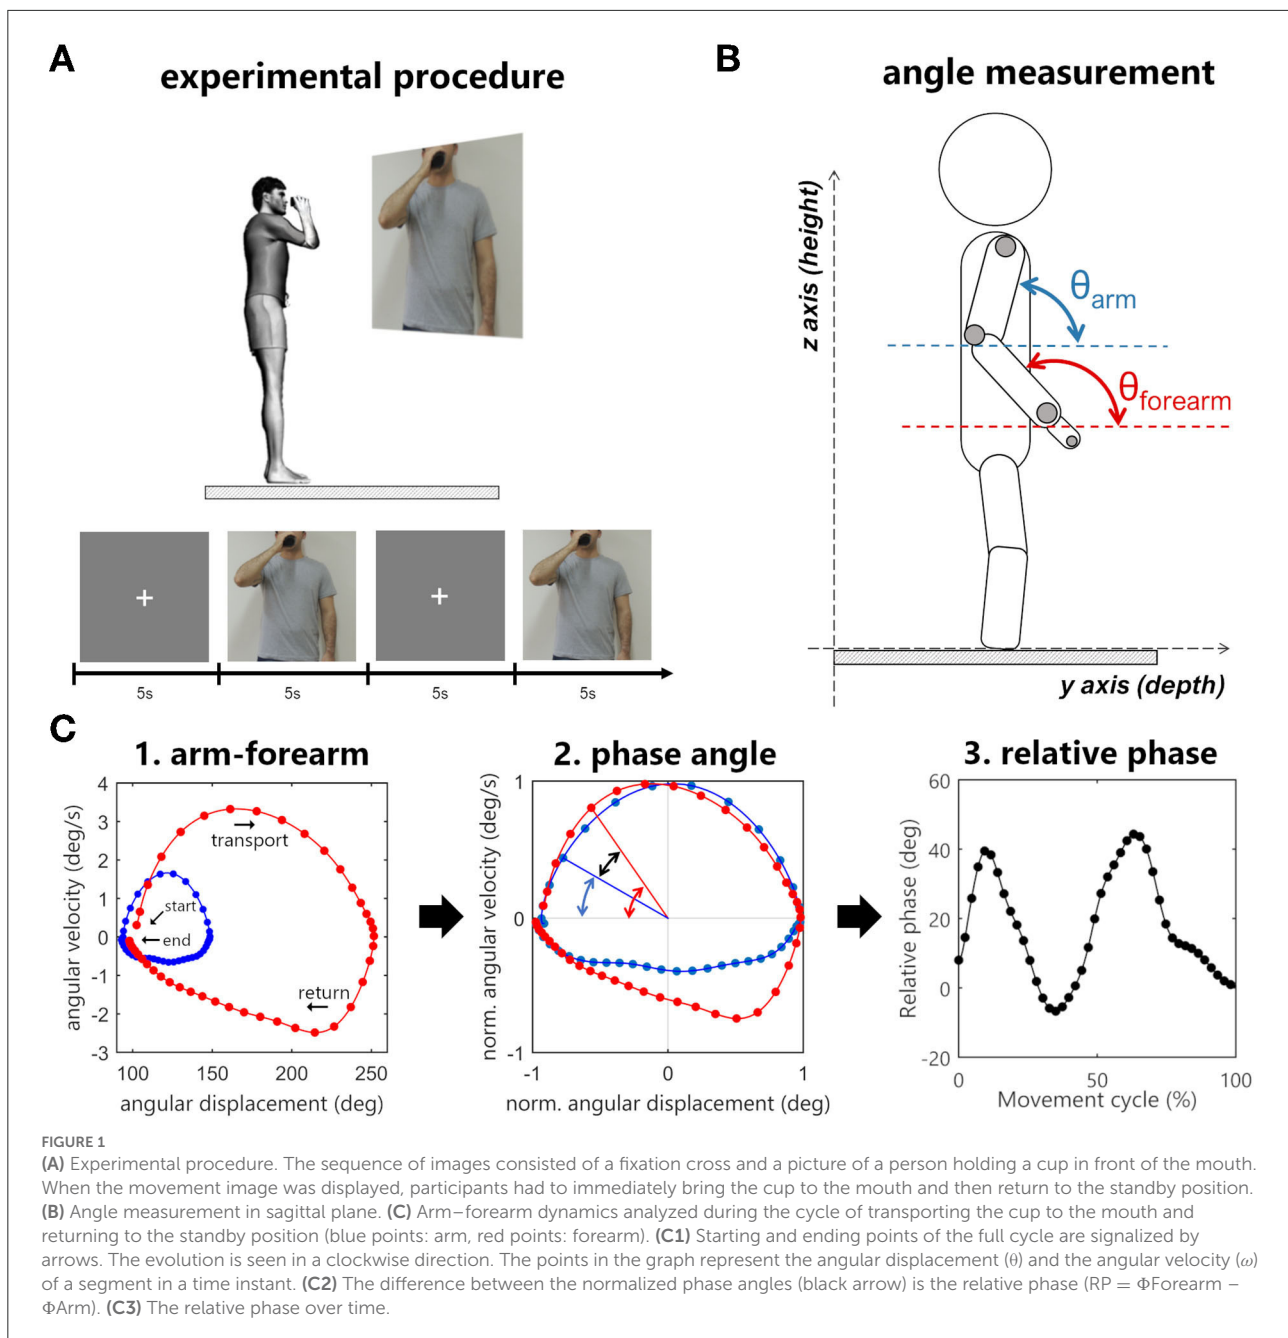 A
experimental procedure
5s
5s
5s
5s
B
angle measurement
z axis (height)
θarm
θforearm
y axis (depth)
C
1. arm-forearm
angular velocity (deg/s)
4
3
2
1
0
-1
-2
-3
transport
start
end
return
100
150
200
250
angular displacement (deg)
2. phase angle
norm. angular velocity (deg/s)
1
0
-1
-1
0
1
norm. angular displacement (deg)
3. relative phase
Relative phase (deg)
60
40
20
0
-20
0
50
100
Movement cycle (%)
FIGURE 1
(A) Experimental procedure. The sequence of images consisted of a fixation cross and a picture of a person holding a cup in front of the mouth.
When the movement image was displayed, participants had to immediately bring the cup to the mouth and then return to the standby position.
(B) Angle measurement in sagittal plane. (C) Arm–forearm dynamics analyzed during the cycle of transporting the cup to the mouth and
returning to the standby position (blue points: arm, red points: forearm). (C1) Starting and ending points of the full cycle are signalized by
arrows. The evolution is seen in a clockwise direction. The points in the graph represent the angular displacement (θ) and the angular velocity (ω)
of a segment in a time instant. (C2) The difference between the normalized phase angles (black arrow) is the relative phase (RP = ΦForearm –
ΦArm). (C3) The relative phase over time.